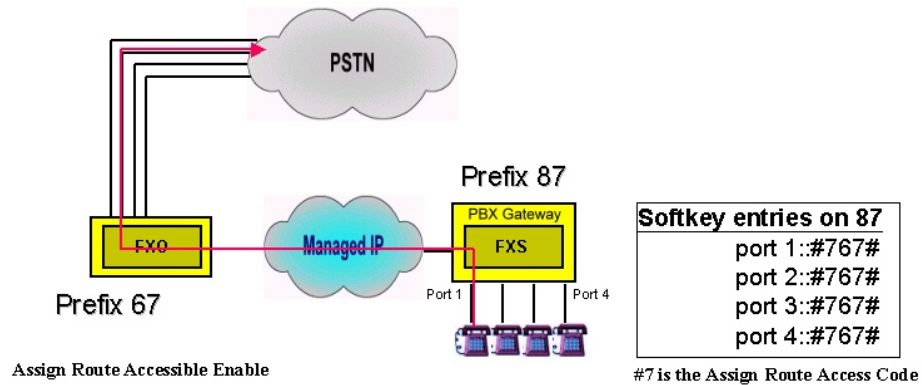 PSTN
Prefix 87
PBX Gateway
FXS
FXO
Managed IP
Port 1
Port 4
Prefix 67
Assign Route Accessible Enable
Softkey entries on 87
port 1::#767#
port 2::#767#
port 3::#767#
port 4::#767#
#7 is the Assign Route Access Code